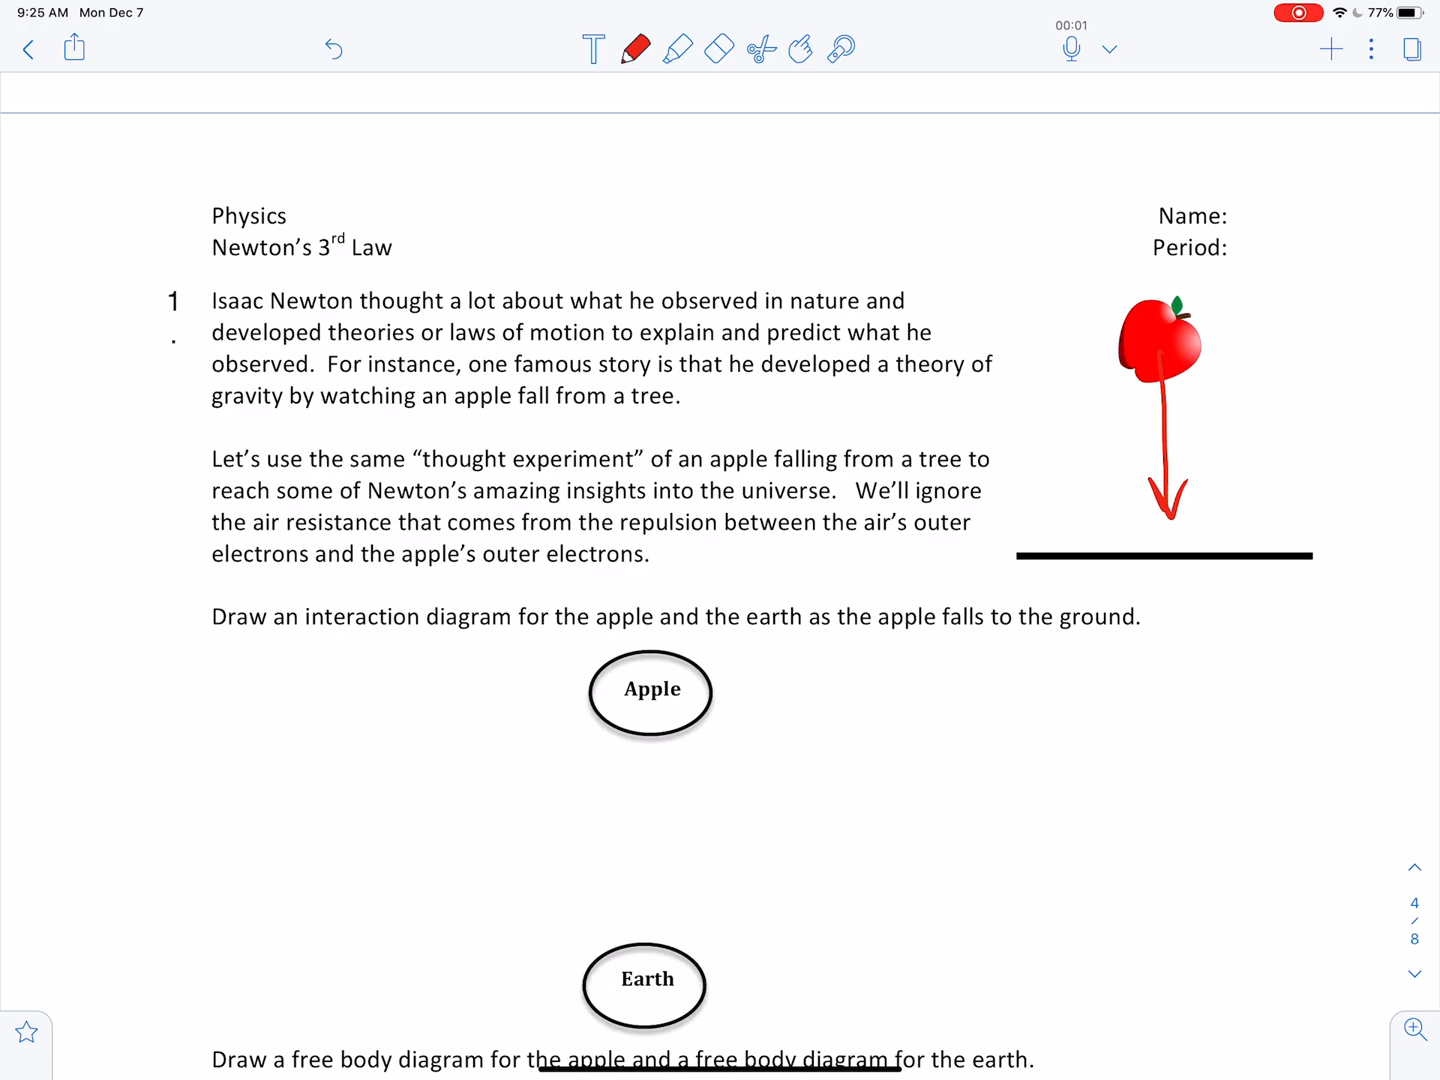 9:25 AM Mon Dec 7
77%
00:01
Physics
Name:
Newton's 3rd Law
Period:
1
.
Isaac Newton thought a lot about what he observed in nature and
developed theories or laws of motion to explain and predict what he
observed.  For instance, one famous story is that he developed a theory of
gravity by watching an apple fall from a tree.
Let's use the same “thought experiment” of an apple falling from a tree to
reach some of Newton's amazing insights into the universe.   We'll ignore
the air resistance that comes from the repulsion between the air's outer
electrons and the apple's outer electrons.
Draw an interaction diagram for the apple and the earth as the apple falls to the ground.
Apple
4
/
8
Earth
Draw a free body diagram for the apple and a free body diagram for the earth.